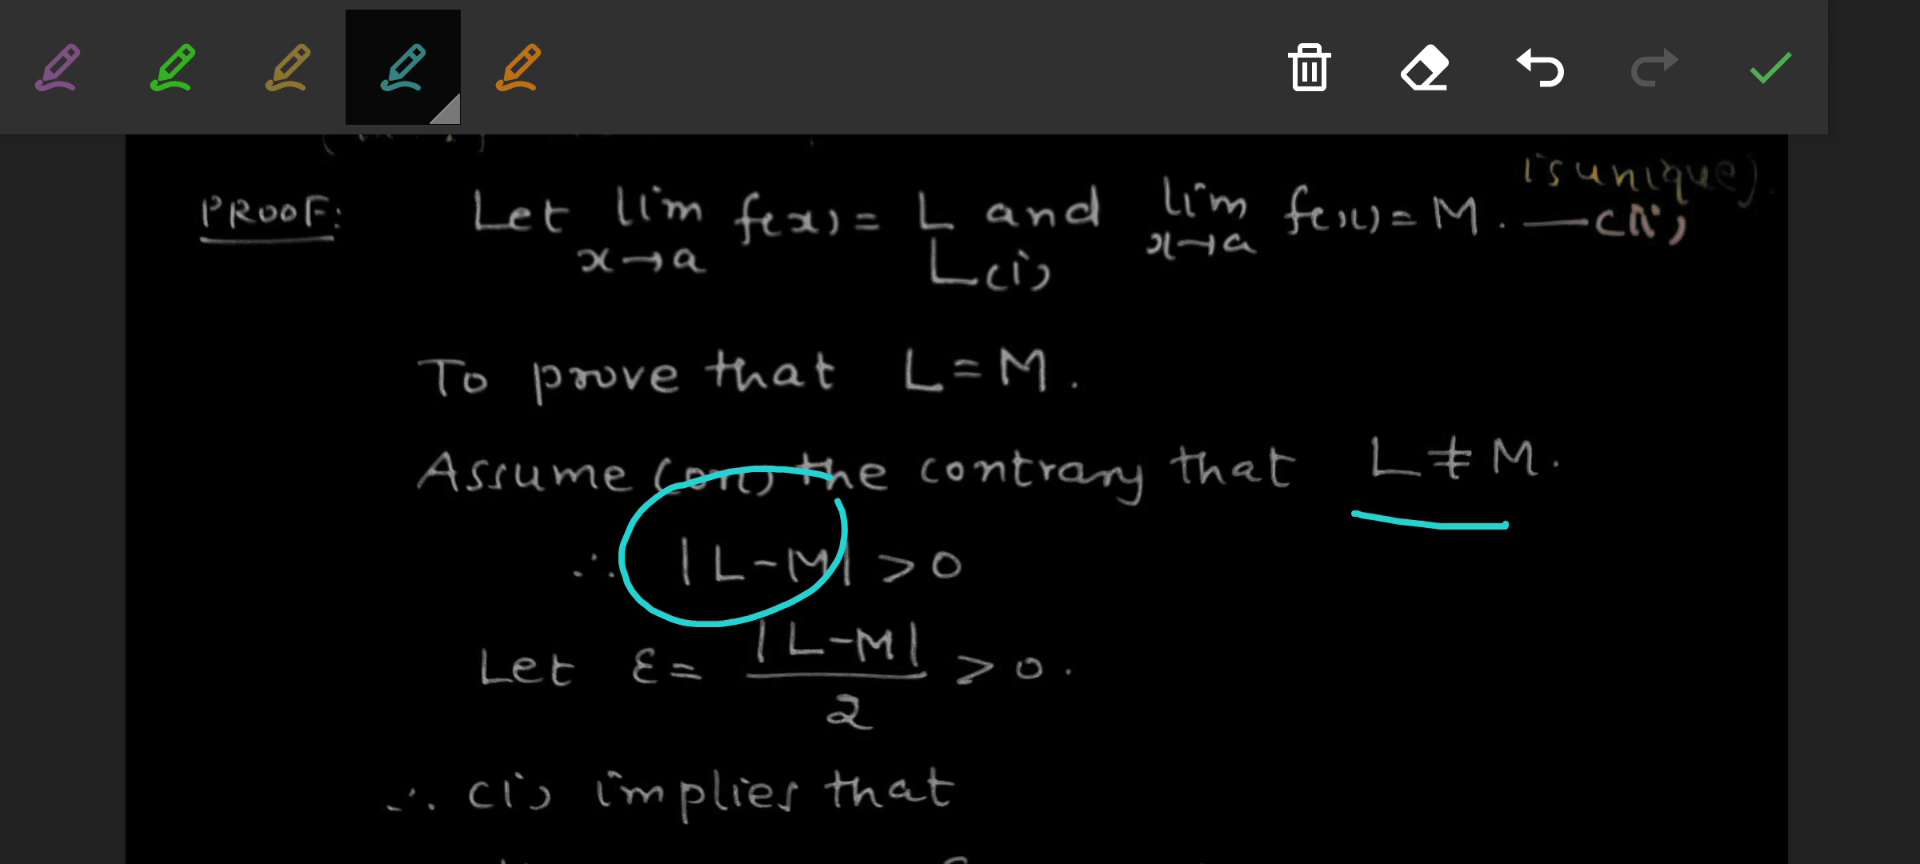 is unique).
PROOF: Let lim f(x) = L and lim f(x) = M. — (ii)
x→a L(i) x→a
To prove that L = M.
Assume (on) the contrary that L ≠ M.
∴ |L-M| > 0
Let ε = |L-M| / 2 > 0.
∴ (i) implies that